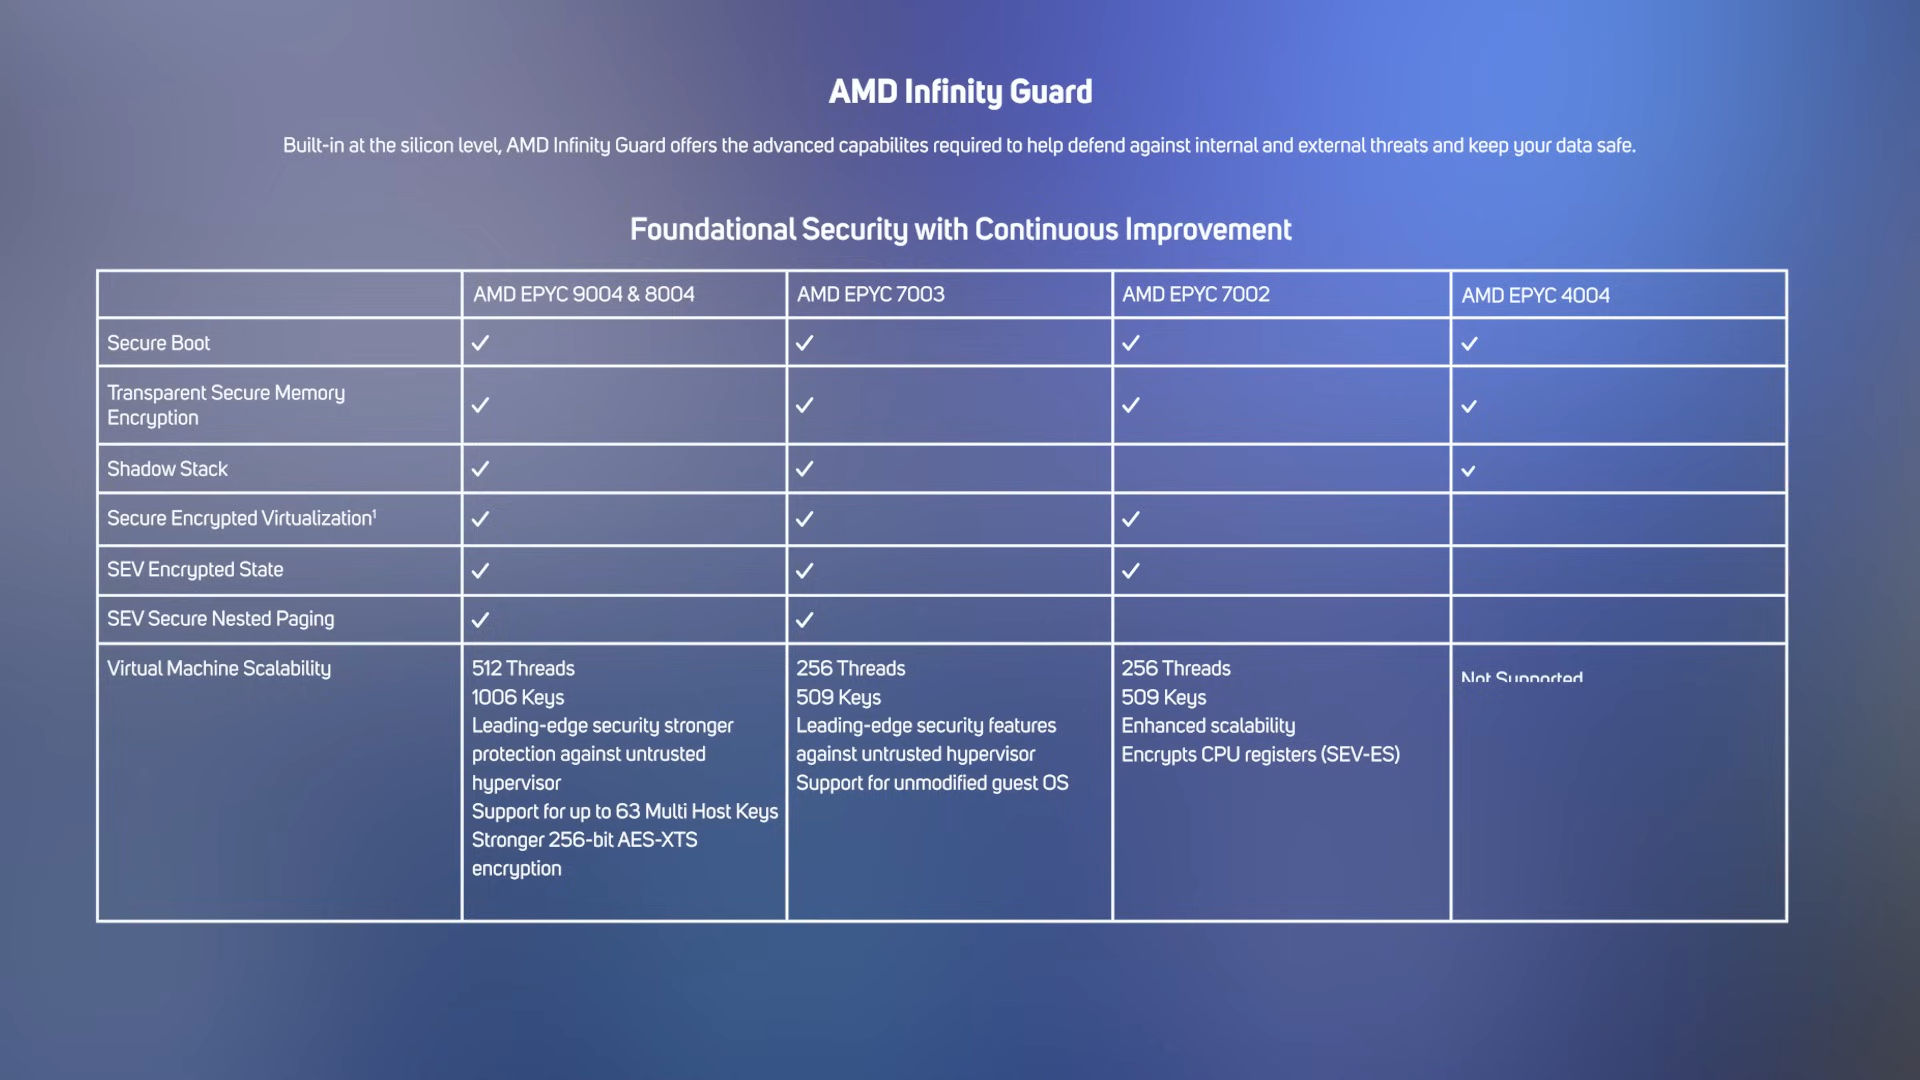 AMD Infinity Guard
Built-in at the silicon level, AMD Infinity Guard offers the advanced capabilites required to help defend against internal and external threats and keep your data safe.
Foundational Security with Continuous Improvement
AMD EPYC 9004 & 8004
AMD EPYC 7003
AMD EPYC 7002
AMD EPYC 4004
Secure Boot
✓
✓
✓
✓
Transparent Secure Memory
Encryption
✓
✓
✓
✓
Shadow Stack
✓
✓
✓
Secure Encrypted Virtualization¹
✓
✓
✓
SEV Encrypted State
✓
✓
✓
SEV Secure Nested Paging
✓
✓
Virtual Machine Scalability
512 Threads
1006 Keys
Leading-edge security stronger
protection against untrusted
hypervisor
Support for up to 63 Multi Host Keys
Stronger 256-bit AES-XTS
encryption
256 Threads
509 Keys
Leading-edge security features
against untrusted hypervisor
Support for unmodified guest OS
256 Threads
509 Keys
Enhanced scalability
Encrypts CPU registers (SEV-ES)
Not Supported